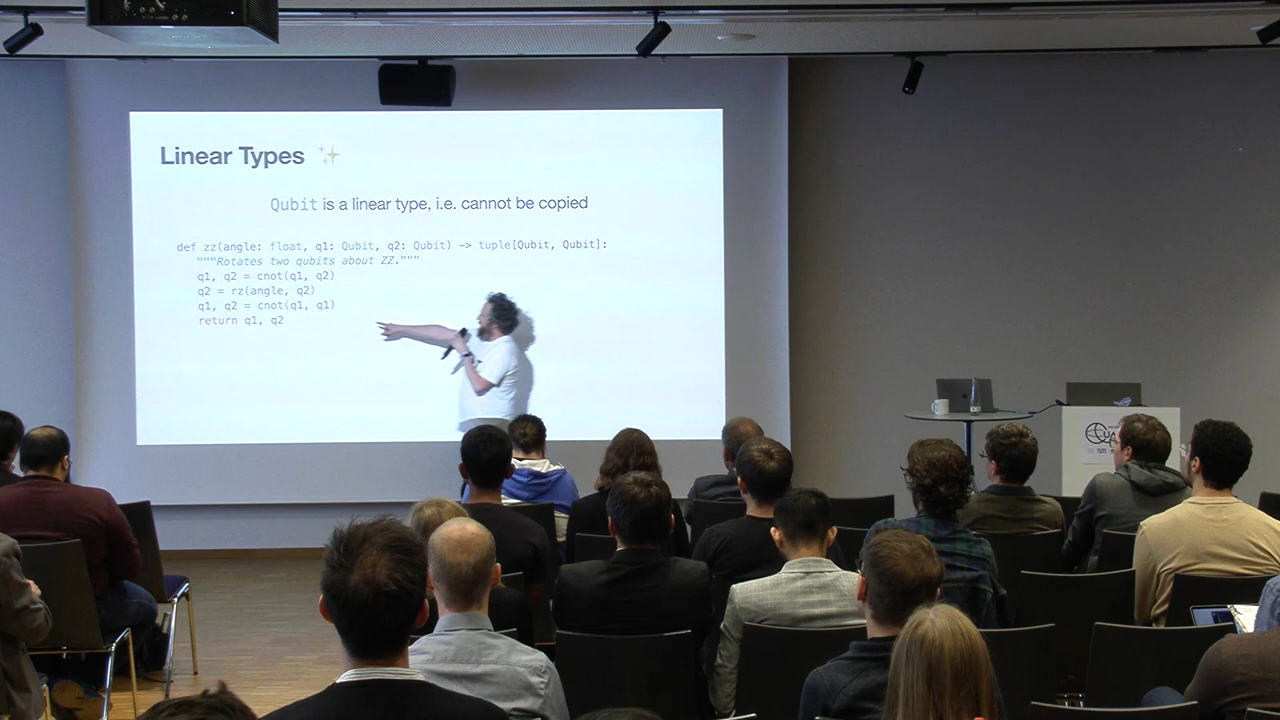 Linear Types ✨
Qubit is a linear type, i.e. cannot be copied
def zz(angle: float, q1: Qubit, q2: Qubit) -> tuple[Qubit, Qubit]:
"""Rotates two qubits about ZZ."""
q1, q2 = cnot(q1, q2)
q2 = rz(angle, q2)
q1, q2 = cnot(q1, q1)
return q1, q2